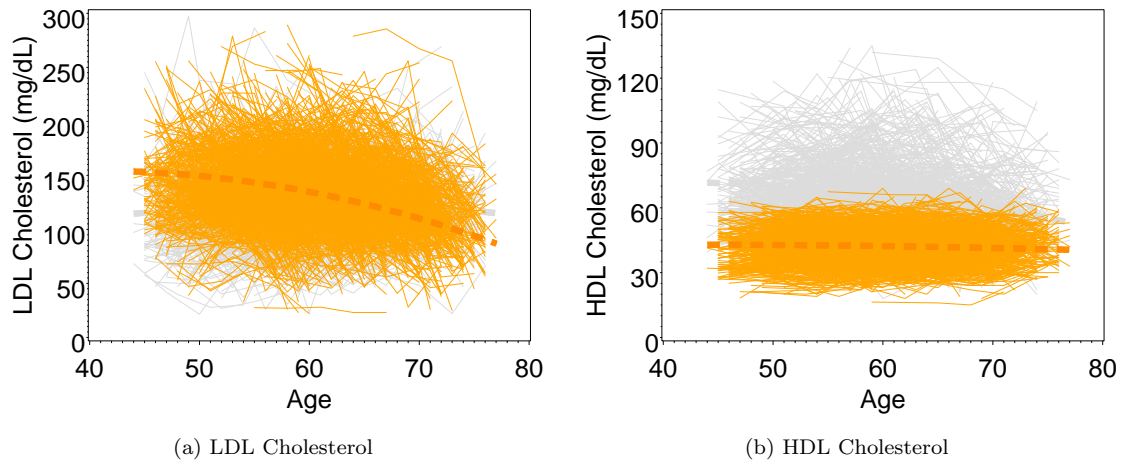 LDL Cholesterol (mg/dL)
300
250
200
150
100
50
0
40 50 60 70 80
Age
(a) LDL Cholesterol
HDL Cholesterol (mg/dL)
150
120
90
60
30
0
40 50 60 70 80
Age
(b) HDL Cholesterol